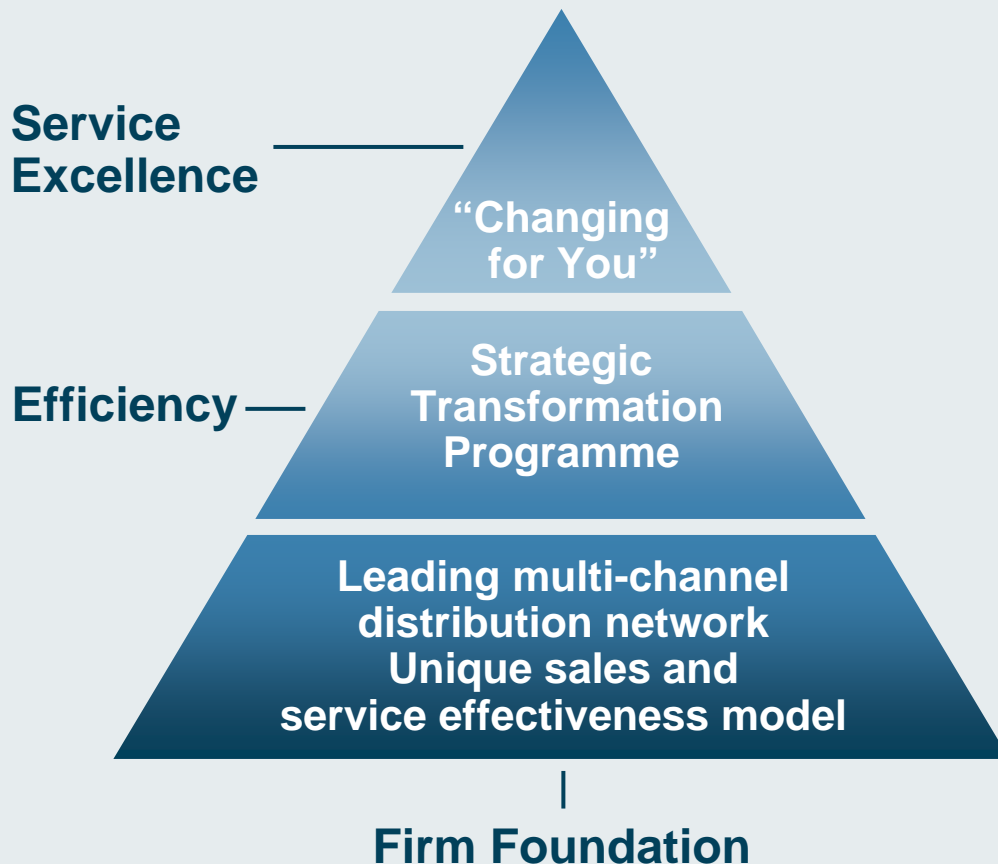 Service
Excellence
“Changing
for You”
Strategic
Transformation
Programme
Efficiency
Leading multi-channel
distribution network
Unique sales and
service effectiveness model
Firm Foundation